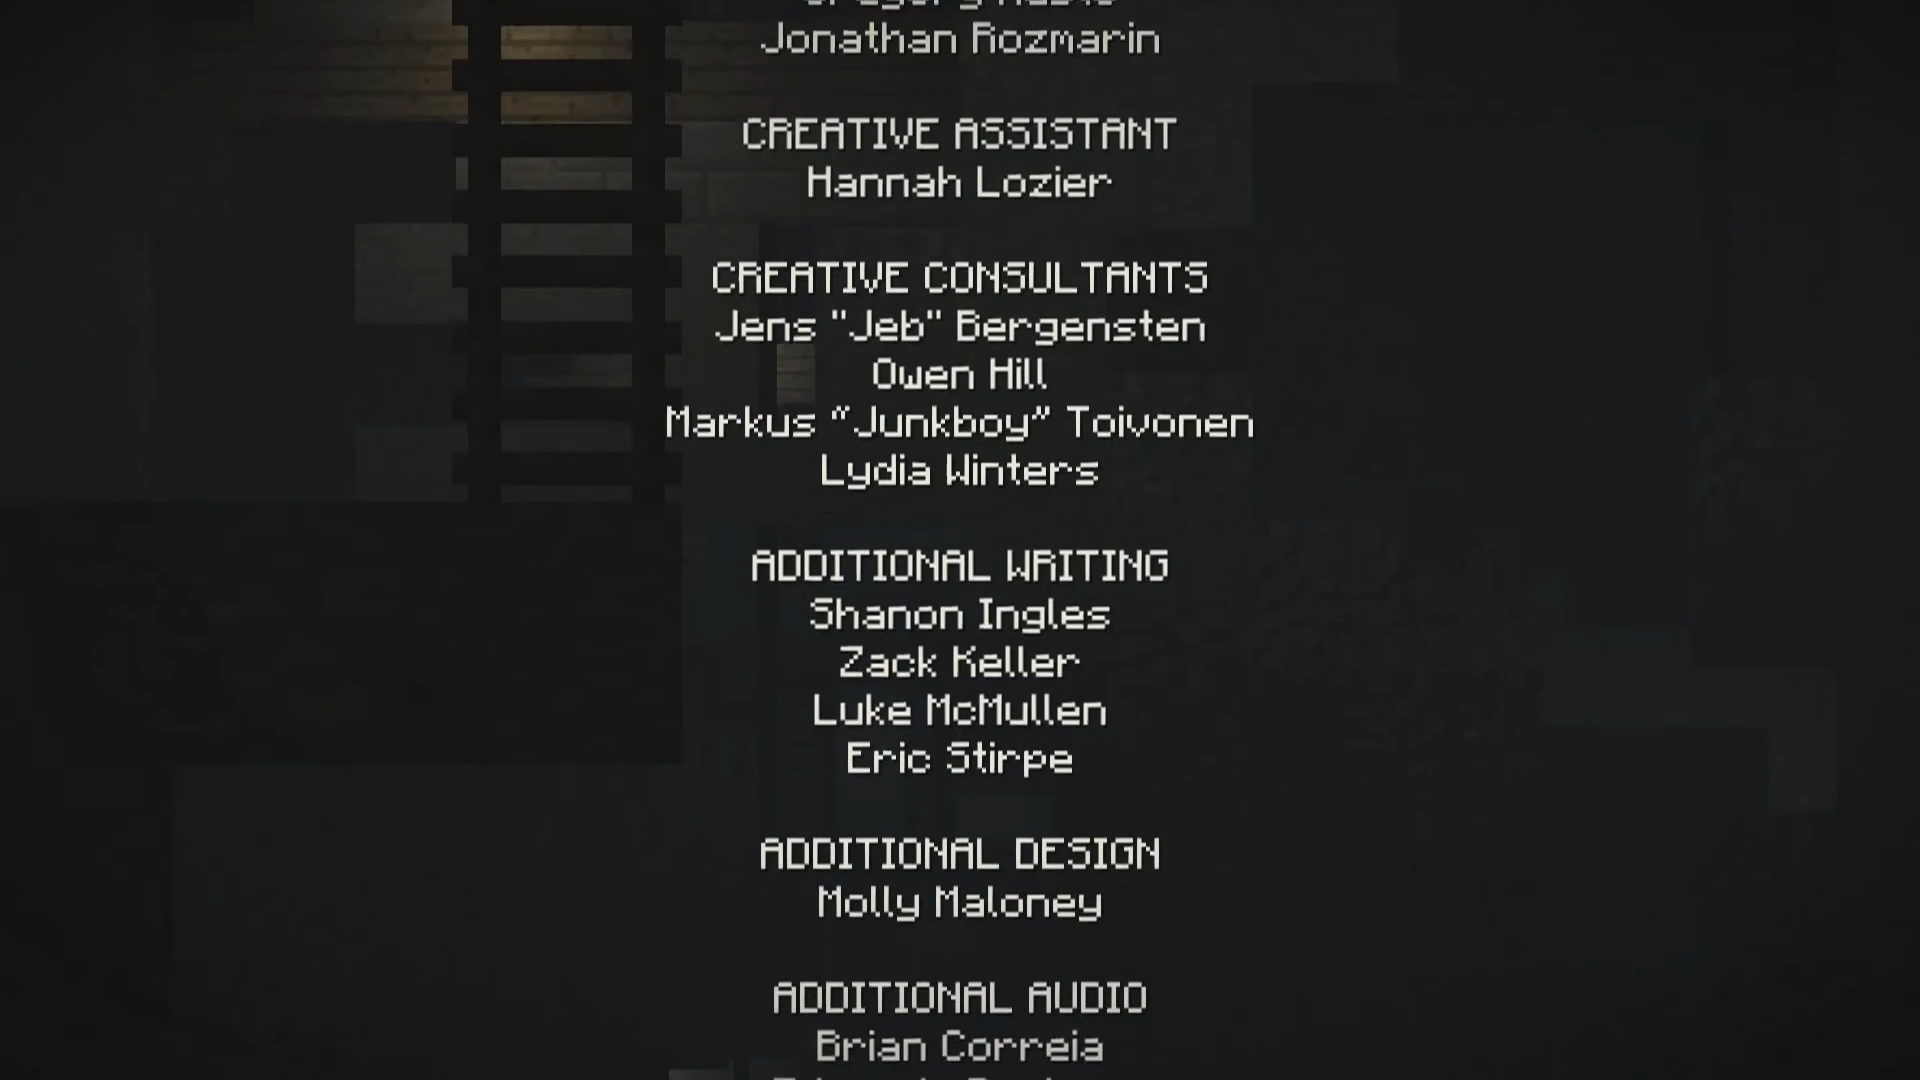 Jonathan Rozmarin
CREATIVE ASSISTANT
Hannah Lozier
CREATIVE CONSULTANTS
Jens "Jeb" Bergensten
Owen Hill
Markus “Junkboy” Toivonen
Lydia Winters
ADDITIONAL WRITING
Shanon Ingles
Zack Keller
Luke McMullen
Eric Stirpe
ADDITIONAL DESIGN
Molly Maloney
ADDITIONAL AUDIO
Brian Correia